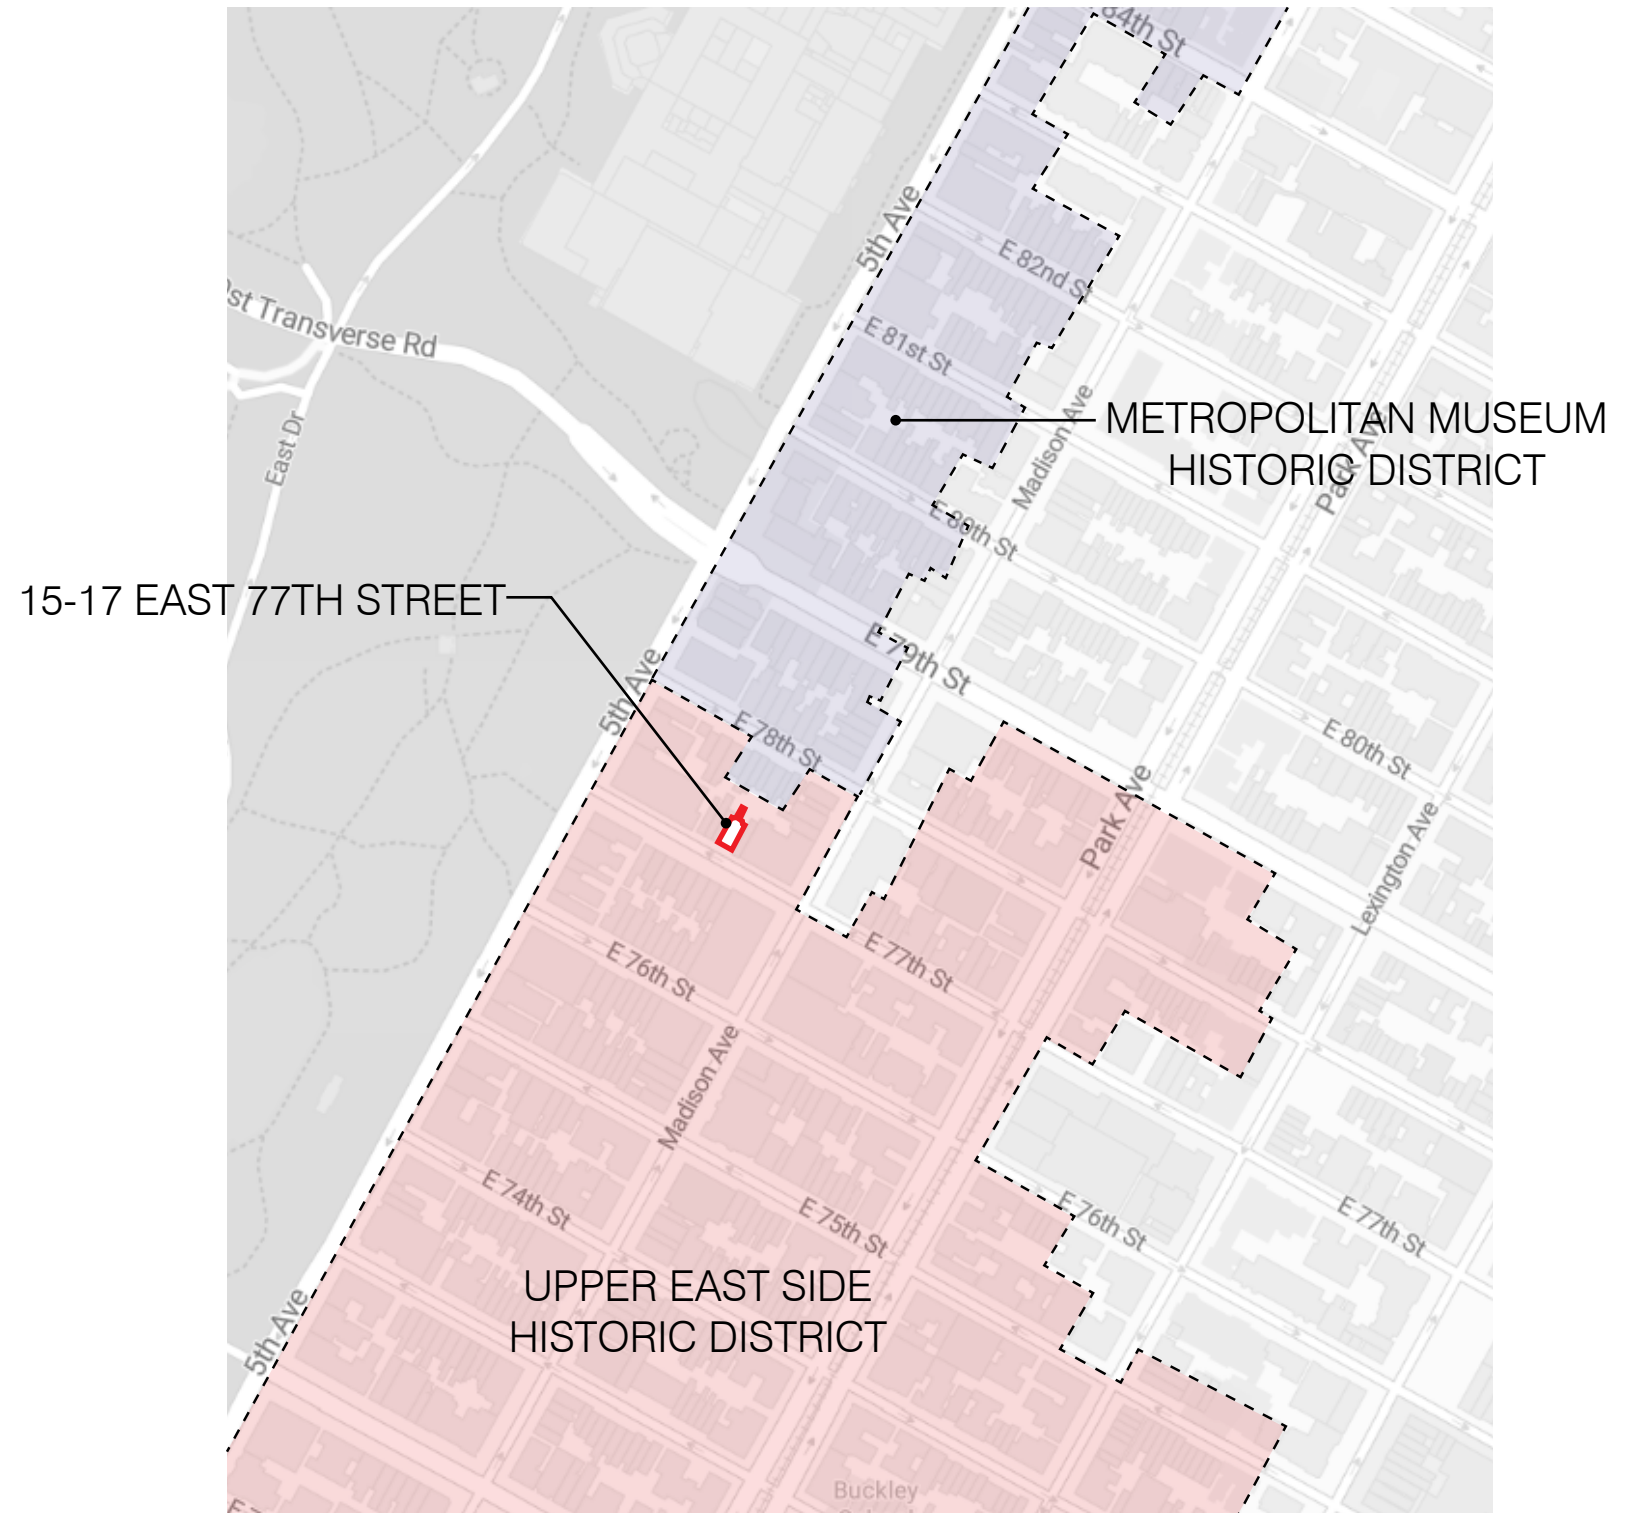 84th St
5th Ave
E 82nd St
st Transverse Rd
E 81st St
METROPOLITAN MUSEUM
HISTORIC DISTRICT
Madison Ave
Park Ave
East Dr
E 80th St
15-17 EAST 77TH STREET
E 79th St
5th Ave
E 78th St
E 80th St
Park Ave
Lexington Ave
E 77th St
E 76th St
Madison Ave
E 74th St
E 75th St
E 76th St
E 77th St
UPPER EAST SIDE
HISTORIC DISTRICT
5th Ave
Buckley